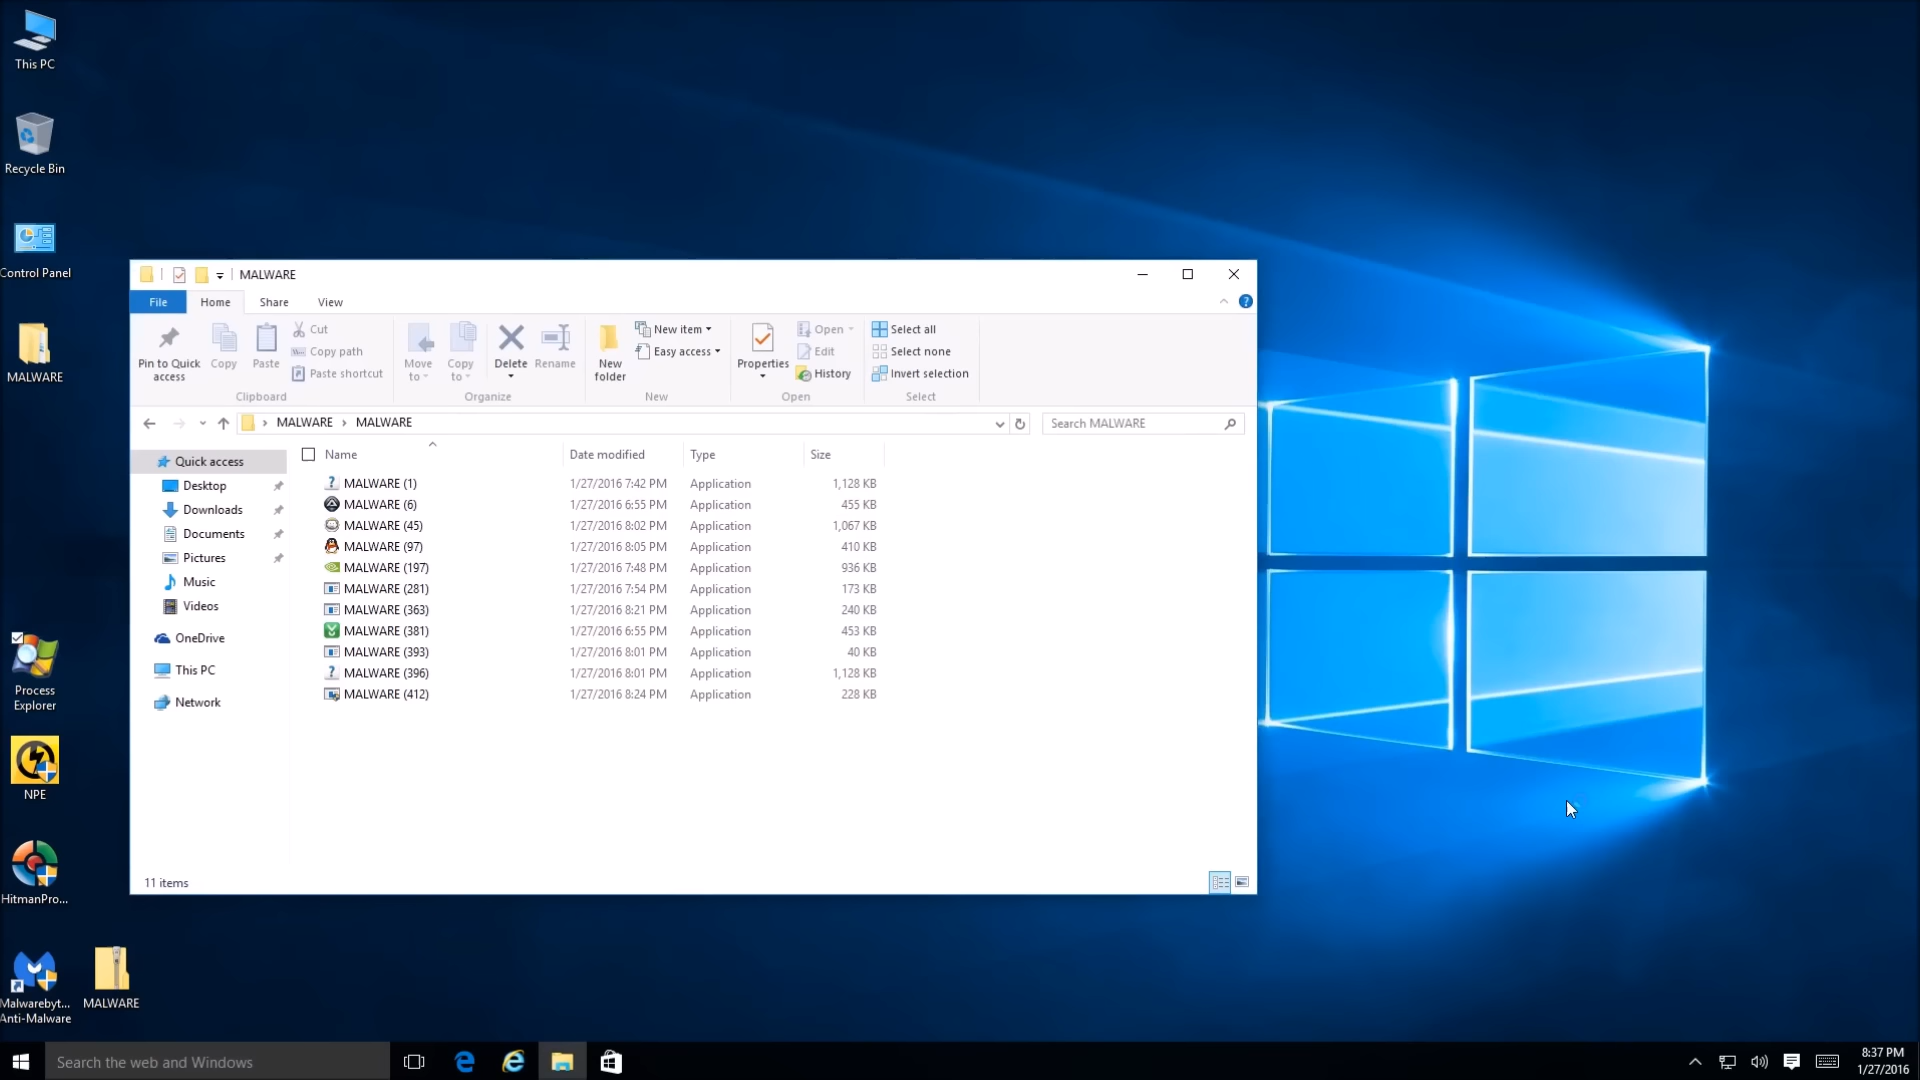 This PC
Recycle Bin
Control Panel
MALWARE
Process
Explorer
NPE
HitmanPro...
Malwarebyt...
Anti-Malware
MALWARE
MALWARE
File
Home
Share
View
Pin to Quick
access
Copy
Paste
Cut
Copy path
Paste shortcut
Clipboard
Move
to
Copy
to
Delete
Rename
Organize
New
folder
New item
Easy access
New
Properties
Open
Edit
History
Open
Select all
Select none
Invert selection
Select
MALWARE › MALWARE
Search MALWARE
Quick access
Desktop
Downloads
Documents
Pictures
Music
Videos
OneDrive
This PC
Network
Name Date modified Type Size
MALWARE (1) 1/27/2016 7:42 PM Application 1,128 KB
MALWARE (6) 1/27/2016 6:55 PM Application 455 KB
MALWARE (45) 1/27/2016 8:02 PM Application 1,067 KB
MALWARE (97) 1/27/2016 8:05 PM Application 410 KB
MALWARE (197) 1/27/2016 7:48 PM Application 936 KB
MALWARE (281) 1/27/2016 7:54 PM Application 173 KB
MALWARE (363) 1/27/2016 8:21 PM Application 240 KB
MALWARE (381) 1/27/2016 6:55 PM Application 453 KB
MALWARE (393) 1/27/2016 8:01 PM Application 40 KB
MALWARE (396) 1/27/2016 8:01 PM Application 1,128 KB
MALWARE (412) 1/27/2016 8:24 PM Application 228 KB
11 items
Search the web and Windows
8:37 PM
1/27/2016